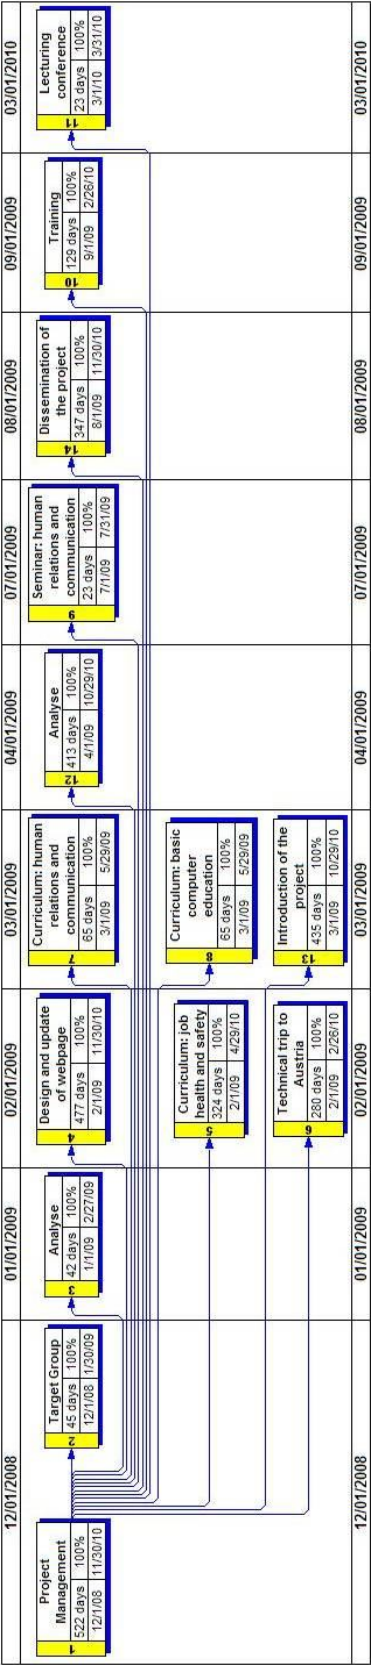 12/01/2008 01/01/2009 02/01/2009 03/01/2009 04/01/2009 07/01/2009 08/01/2009 09/01/2009 03/01/2010
1
Project
Management
522 days 100%
12/1/08 11/30/10
2
Target Group
45 days 100%
12/1/08 1/30/09
3
Analyse
42 days 100%
1/1/09 2/27/09
4
Design and update
of webpage
477 days 100%
2/1/09 11/30/10
7
Curriculum: human
relations and
communication
65 days 100%
3/1/09 5/29/09
12
Analyse
413 days 100%
4/1/09 10/29/10
9
Seminar: human
relations and
communication
23 days 100%
7/1/09 7/31/09
14
Dissemination of
the project
347 days 100%
8/1/09 11/30/10
10
Training
129 days 100%
9/1/09 2/26/10
11
Lecturing
conference
23 days 100%
3/1/10 3/31/10
5
Curriculum: job
health and safety
324 days 100%
2/1/09 4/29/10
8
Curriculum: basic
computer
education
65 days 100%
3/1/09 5/29/09
6
Technical trip to
Austria
280 days 100%
2/1/09 2/26/10
13
Introduction of the
project
435 days 100%
3/1/09 10/29/10
12/01/2008 01/01/2009 02/01/2009 03/01/2009 04/01/2009 07/01/2009 08/01/2009 09/01/2009 03/01/2010